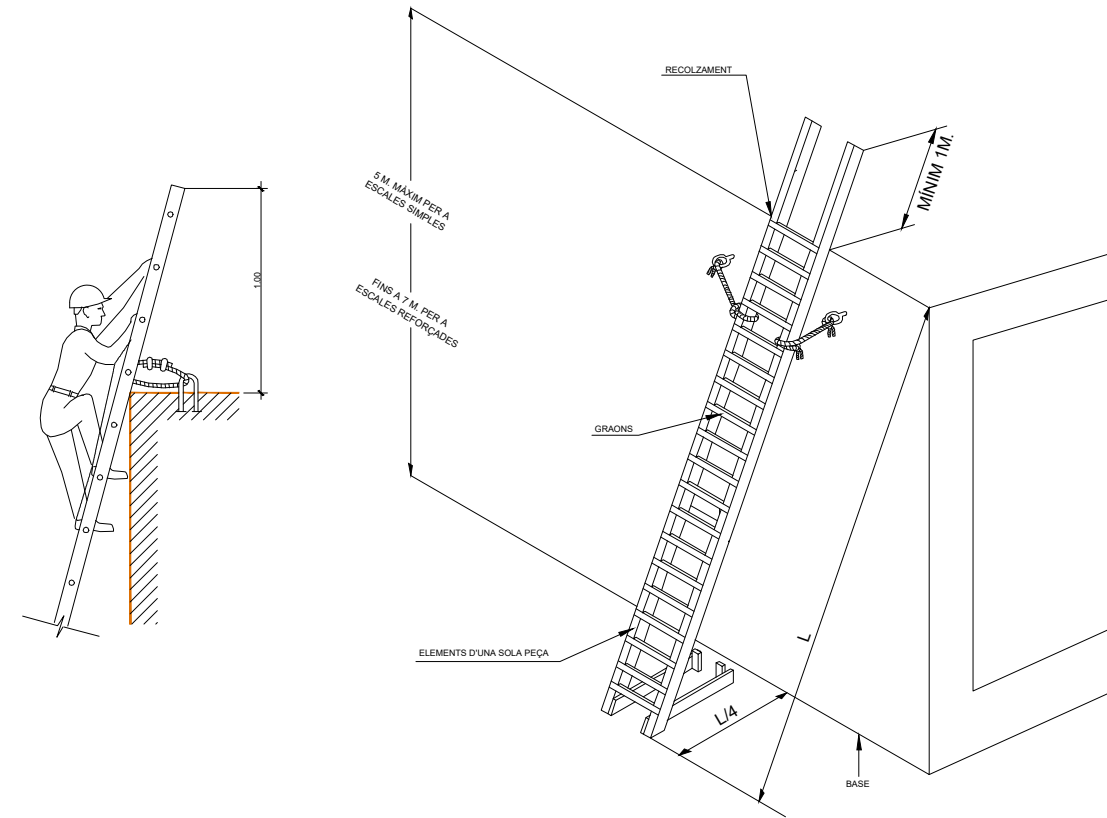 RECOLZAMENT
MÍNIM 1M.
5 M. MÀXIM PER A
ESCALES SIMPLES
1.00
FINS A 7 M. PER A
ESCALES REFORÇADES
GRAONS
ELEMENTS D'UNA SOLA PEÇA
L
L/4
BASE